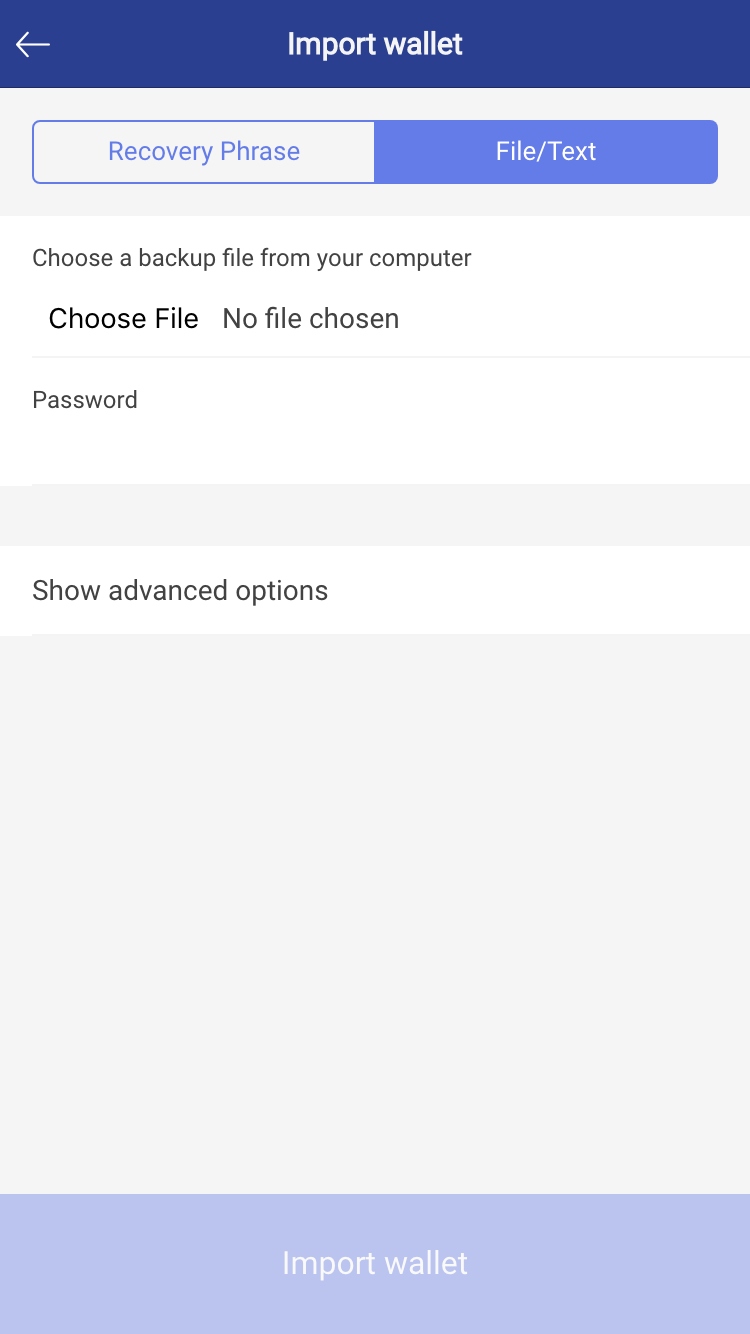 Import wallet
Recovery Phrase
File/Text
Choose a backup file from your computer
Choose File No file chosen
Password
Show advanced options
Import wallet